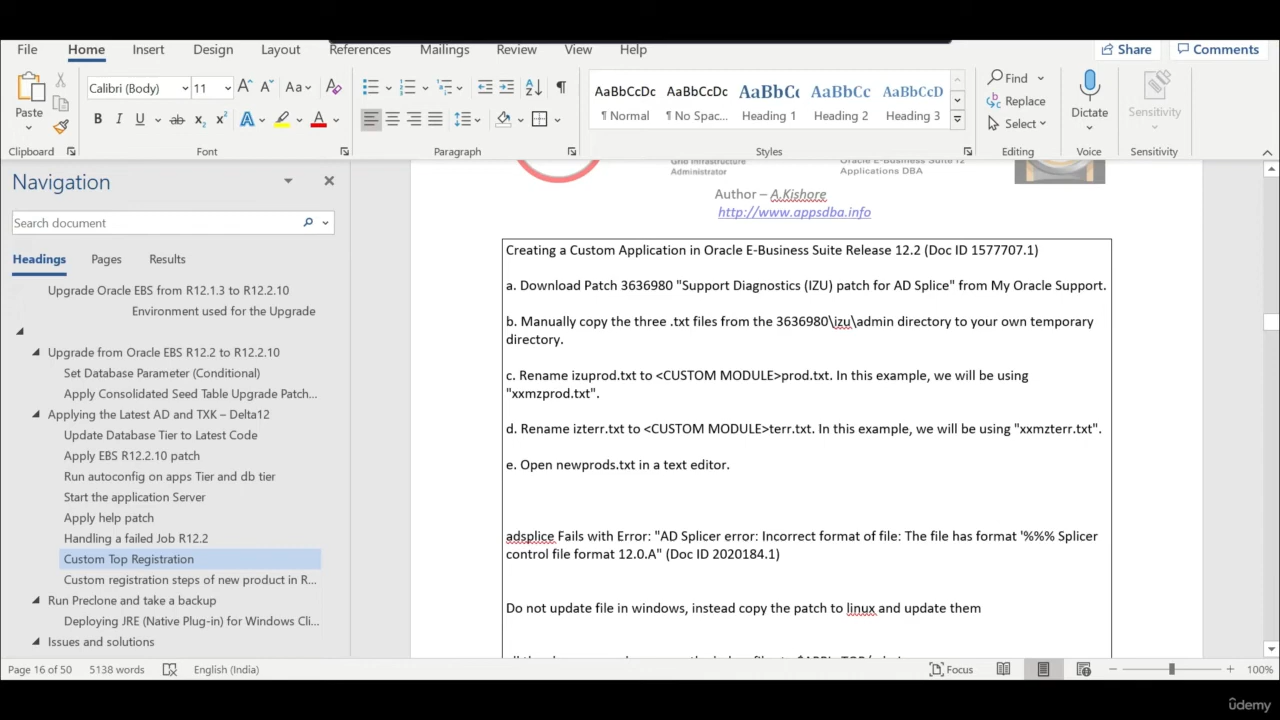 File Home Insert Design Layout References Mailings Review View Help Share Comments
Paste
Clipboard
Calibri (Body) 11
Aa
B I U ab x₂ x² A A
Font
Paragraph
AaBbCcDc AaBbCcDc AaBbCc AaBbCc AaBbCcD
¶ Normal ¶ No Spac... Heading 1 Heading 2 Heading 3
Styles
Find
Replace
Select
Editing
Dictate
Voice
Sensitivity
Sensitivity
Navigation
Search document
Headings Pages Results
Upgrade Oracle EBS from R12.1.3 to R12.2.10
Environment used for the Upgrade
Upgrade from Oracle EBS R12.2 to R12.2.10
Set Database Parameter (Conditional)
Apply Consolidated Seed Table Upgrade Patch...
Applying the Latest AD and TXK – Delta12
Update Database Tier to Latest Code
Apply EBS R12.2.10 patch
Run autoconfig on apps Tier and db tier
Start the application Server
Apply help patch
Handling a failed Job R12.2
Custom Top Registration
Custom registration steps of new product in R...
Run Preclone and take a backup
Deploying JRE (Native Plug-in) for Windows Cli...
Issues and solutions
Grid Infrastructure
Administrator
Oracle E-Business Suite 12
Applications DBA
Author – A.Kishore
http://www.appsdba.info
Creating a Custom Application in Oracle E-Business Suite Release 12.2 (Doc ID 1577707.1)
a. Download Patch 3636980 "Support Diagnostics (IZU) patch for AD Splice" from My Oracle Support.
b. Manually copy the three .txt files from the 3636980\izu\admin directory to your own temporary
directory.
c. Rename izuprod.txt to <CUSTOM MODULE>prod.txt. In this example, we will be using
"xxmzprod.txt".
d. Rename izterr.txt to <CUSTOM MODULE>terr.txt. In this example, we will be using "xxmzterr.txt".
e. Open newprods.txt in a text editor.
adsplice Fails with Error: "AD Splicer error: Incorrect format of file: The file has format '%%% Splicer
control file format 12.0.A" (Doc ID 2020184.1)
Do not update file in windows, instead copy the patch to linux and update them
Page 16 of 50 5138 words English (India) Focus 100%
ûdemy